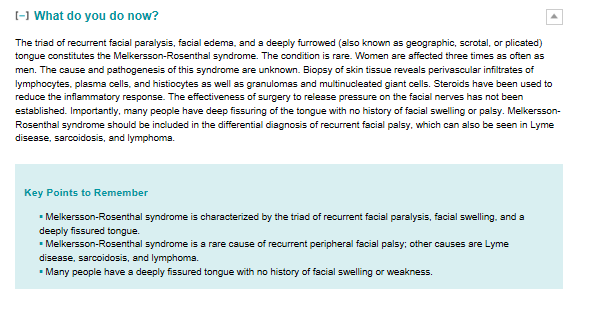 [–] What do you do now?
The triad of recurrent facial paralysis, facial edema, and a deeply furrowed (also known as geographic, scrotal, or plicated)
tongue constitutes the Melkersson-Rosenthal syndrome. The condition is rare. Women are affected three times as often as
men. The cause and pathogenesis of this syndrome are unknown. Biopsy of skin tissue reveals perivascular infiltrates of
lymphocytes, plasma cells, and histiocytes as well as granulomas and multinucleated giant cells. Steroids have been used to
reduce the inflammatory response. The effectiveness of surgery to release pressure on the facial nerves has not been
established. Importantly, many people have deep fissuring of the tongue with no history of facial swelling or palsy. Melkersson-
Rosenthal syndrome should be included in the differential diagnosis of recurrent facial palsy, which can also be seen in Lyme
disease, sarcoidosis, and lymphoma.
Key Points to Remember
• Melkersson-Rosenthal syndrome is characterized by the triad of recurrent facial paralysis, facial swelling, and a
deeply fissured tongue.
• Melkersson-Rosenthal syndrome is a rare cause of recurrent peripheral facial palsy; other causes are Lyme
disease, sarcoidosis, and lymphoma.
• Many people have a deeply fissured tongue with no history of facial swelling or weakness.